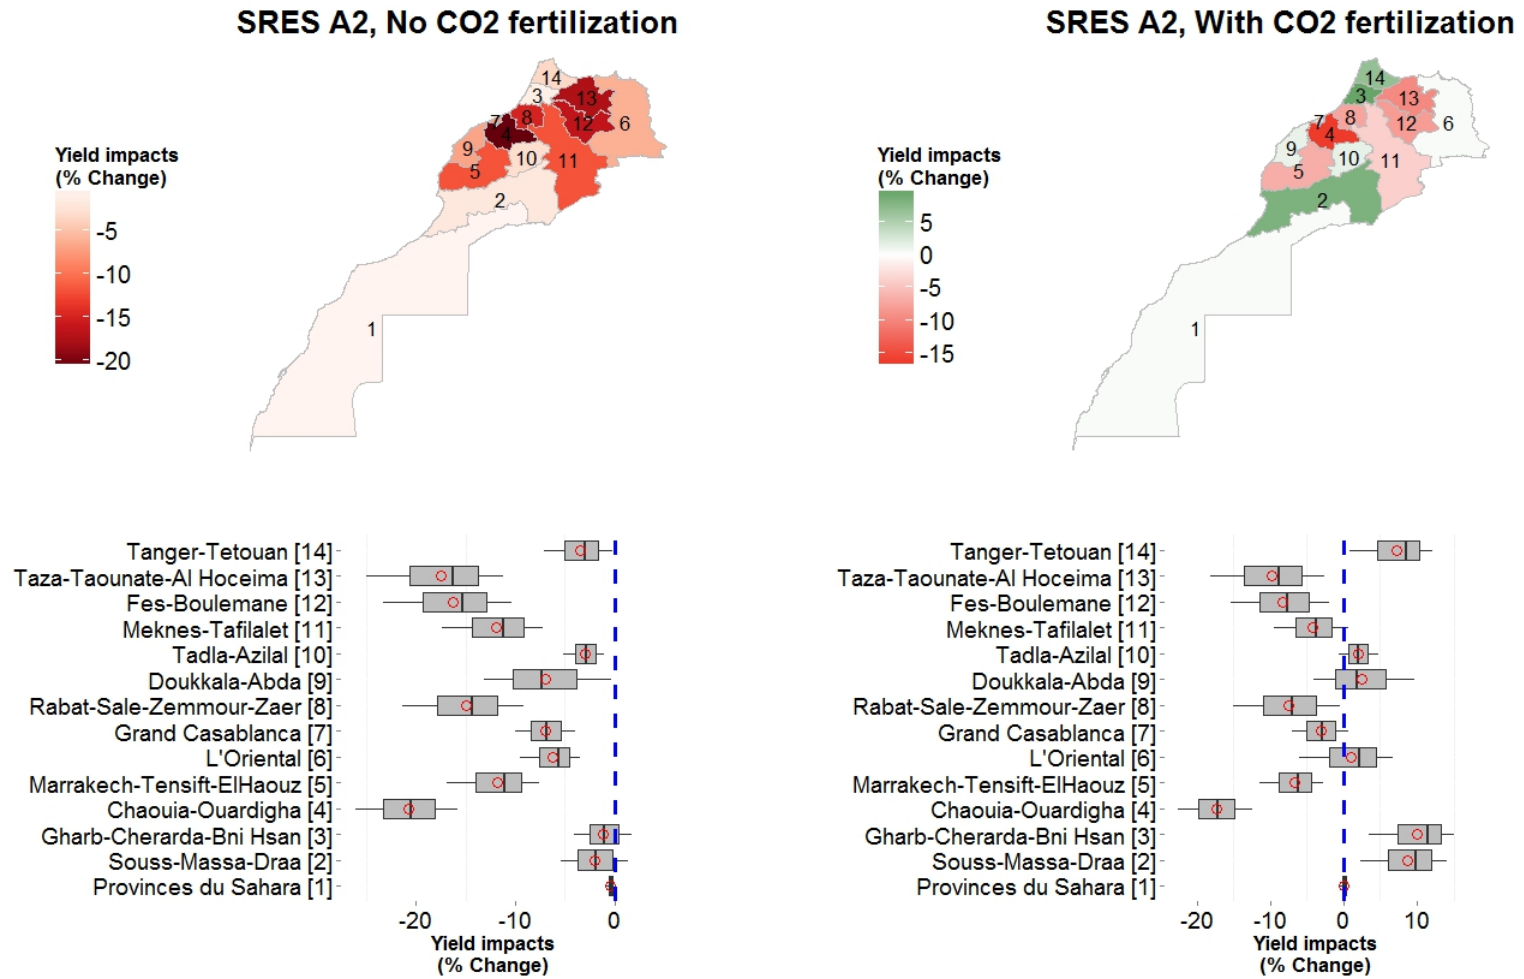 SRES A2, No CO2 fertilization
14
3
13
7
8
4
12
6
9
10
11
5
2
1
Yield impacts
(% Change)
-5
-10
-15
-20
Tanger-Tetouan [14]
Taza-Taounate-Al Hoceima [13]
Fes-Boulemane [12]
Meknes-Tafilalet [11]
Tadla-Azilal [10]
Doukkala-Abda [9]
Rabat-Sale-Zemmour-Zaer [8]
Grand Casablanca [7]
L'Oriental [6]
Marrakech-Tensift-ElHaouz [5]
Chaouia-Ouardigha [4]
Gharb-Cherarda-Bni Hsan [3]
Souss-Massa-Draa [2]
Provinces du Sahara [1]
-20 -10 0
Yield impacts
(% Change)
SRES A2, With CO2 fertilization
14
3
13
7
8
4
12
6
9
10
11
5
2
1
Yield impacts
(% Change)
5
0
-5
-10
-15
Tanger-Tetouan [14]
Taza-Taounate-Al Hoceima [13]
Fes-Boulemane [12]
Meknes-Tafilalet [11]
Tadla-Azilal [10]
Doukkala-Abda [9]
Rabat-Sale-Zemmour-Zaer [8]
Grand Casablanca [7]
L'Oriental [6]
Marrakech-Tensift-ElHaouz [5]
Chaouia-Ouardigha [4]
Gharb-Cherarda-Bni Hsan [3]
Souss-Massa-Draa [2]
Provinces du Sahara [1]
-20 -10 0 10
Yield impacts
(% Change)